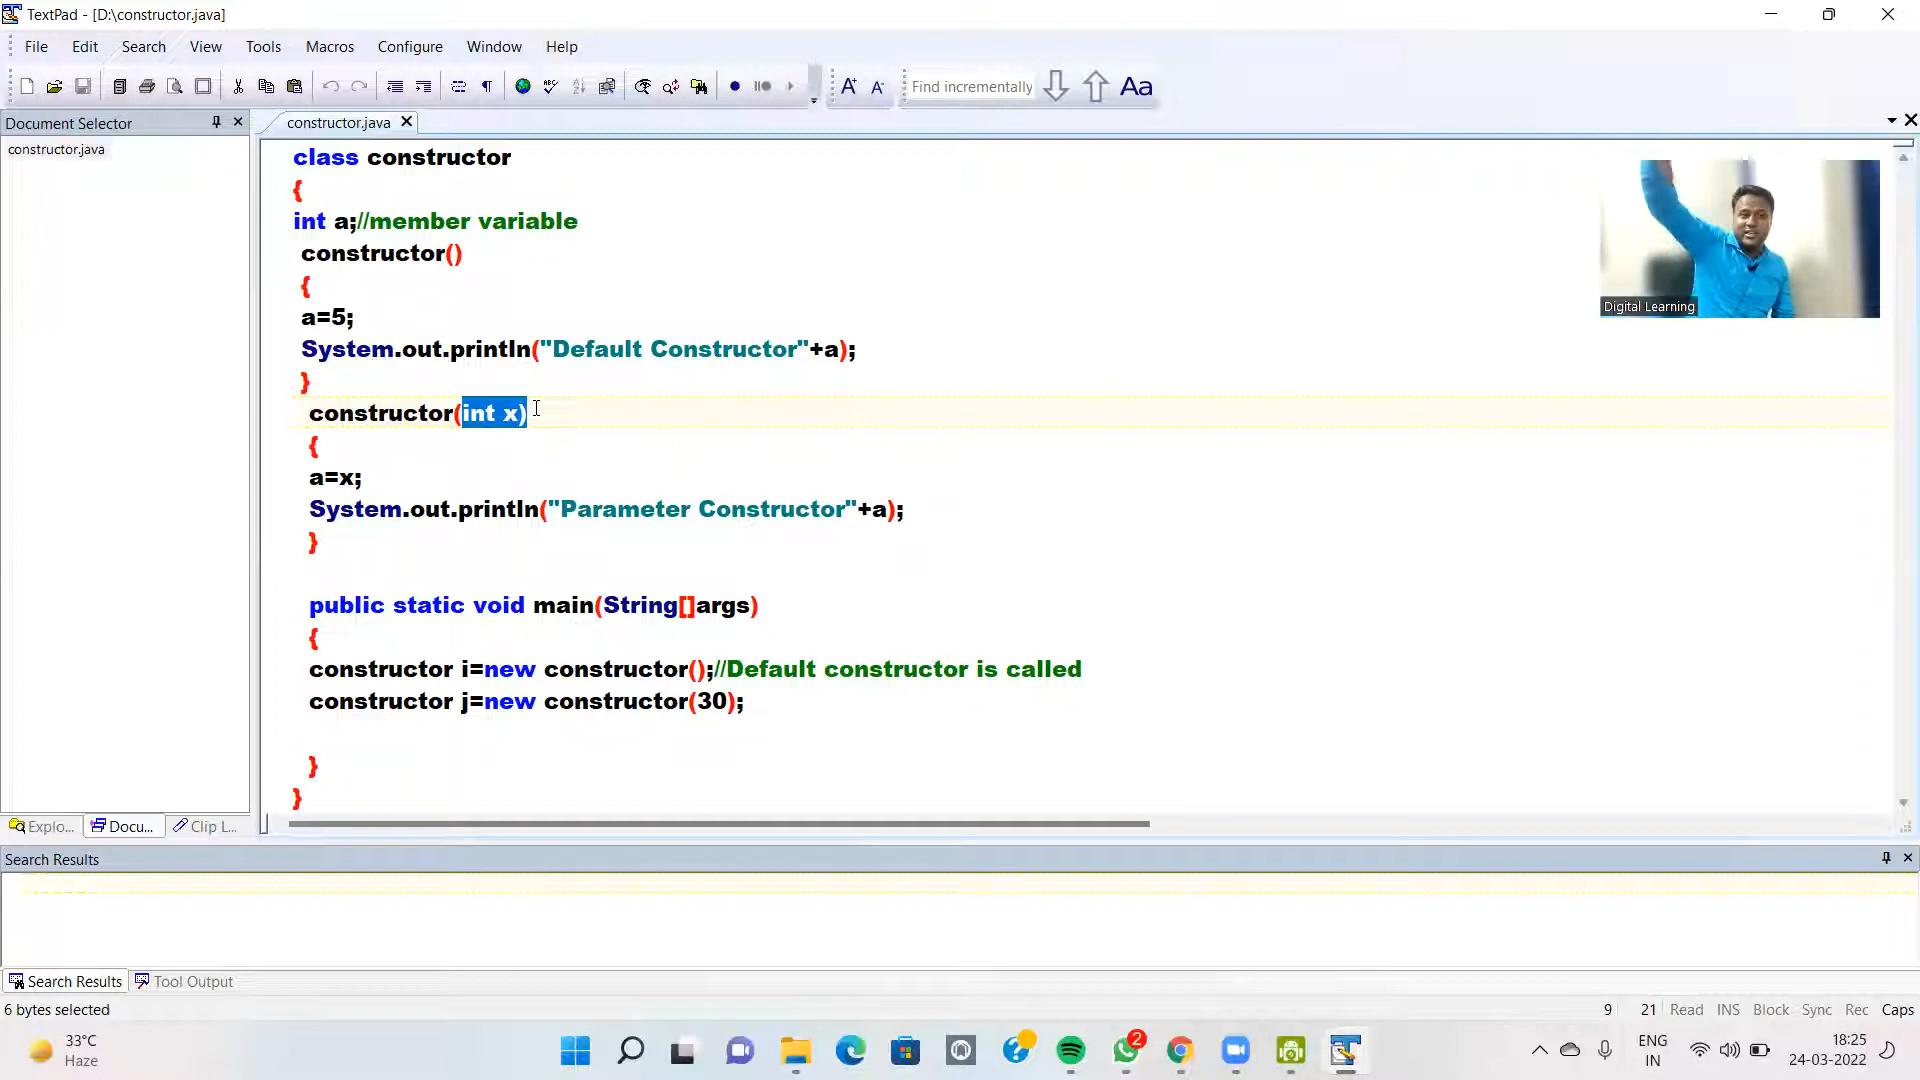 TextPad - [D:\constructor.java]
File Edit Search View Tools Macros Configure Window Help
Find incrementally
Aa
Document Selector
constructor.java
constructor.java
class constructor
{
int a;//member variable
constructor()
{
a=5;
System.out.println("Default Constructor"+a);
}
constructor(int x)
{
a=x;
System.out.println("Parameter Constructor"+a);
}
public static void main(String[]args)
{
constructor i=new constructor();//Default constructor is called
constructor j=new constructor(30);
}
}
Digital Learning
Explo... Docu... Clip L...
Search Results
Search Results Tool Output
6 bytes selected
9 21 Read INS Block Sync Rec Caps
33°C
Haze
2
ENG
IN
18:25
24-03-2022